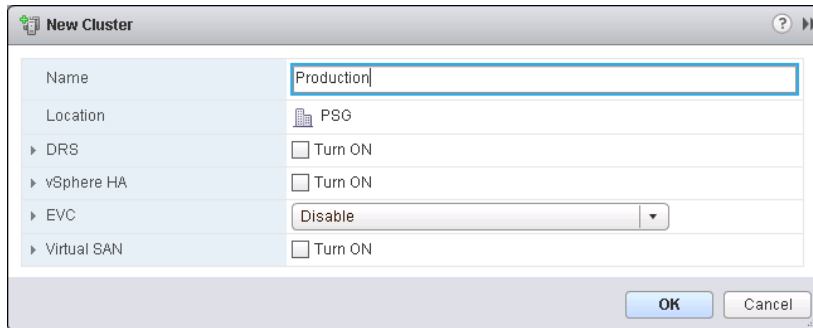 New Cluster ?
Name Production
Location PSG
DRS Turn ON
vSphere HA Turn ON
EVC Disable
Virtual SAN Turn ON
OK Cancel